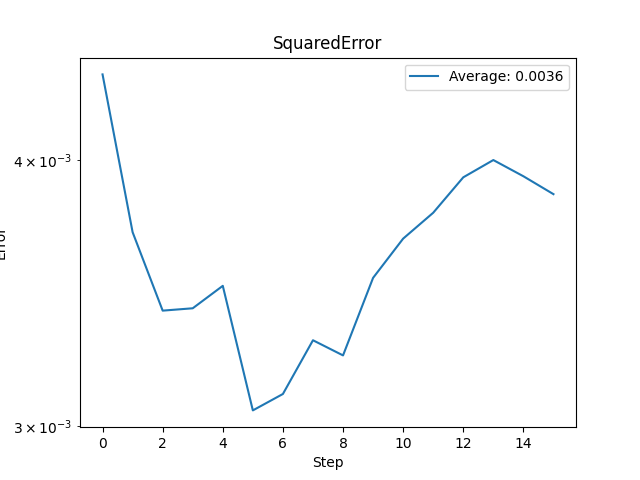 SquaredError
Average: 0.0036
4 × 10⁻³
3 × 10⁻³
Error
0 2 4 6 8 10 12 14
Step